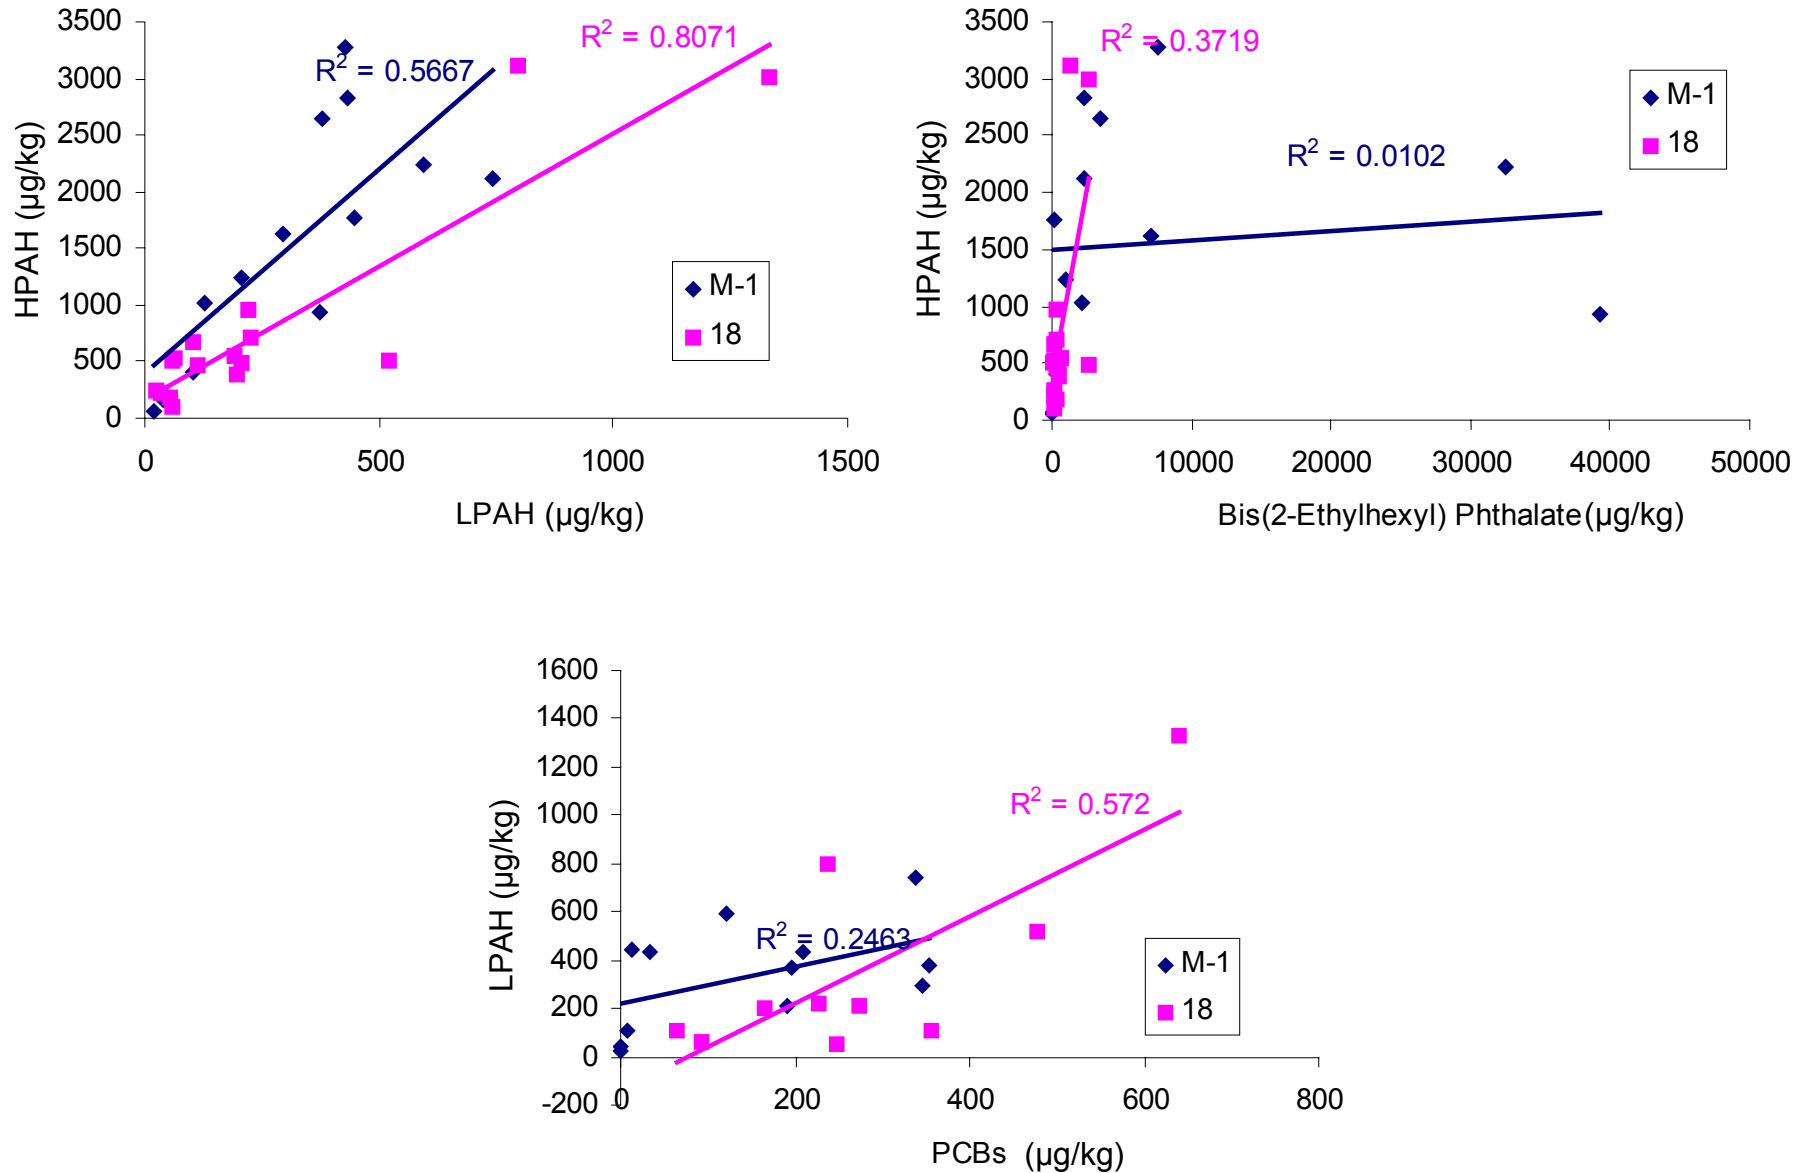 3500
3000
2500
2000
1500
1000
500
0
HPAH (µg/kg)
R² = 0.5667
R² = 0.8071
M-1
18
0 500 1000 1500
LPAH (µg/kg)
3500
3000
2500
2000
1500
1000
500
0
HPAH (µg/kg)
R² = 0.3719
R² = 0.0102
M-1
18
0 10000 20000 30000 40000 50000
Bis(2-Ethylhexyl) Phthalate(µg/kg)
1600
1400
1200
1000
800
600
400
200
0
-200
LPAH (µg/kg)
R² = 0.572
R² = 0.2463
M-1
18
0 200 400 600 800
PCBs (µg/kg)